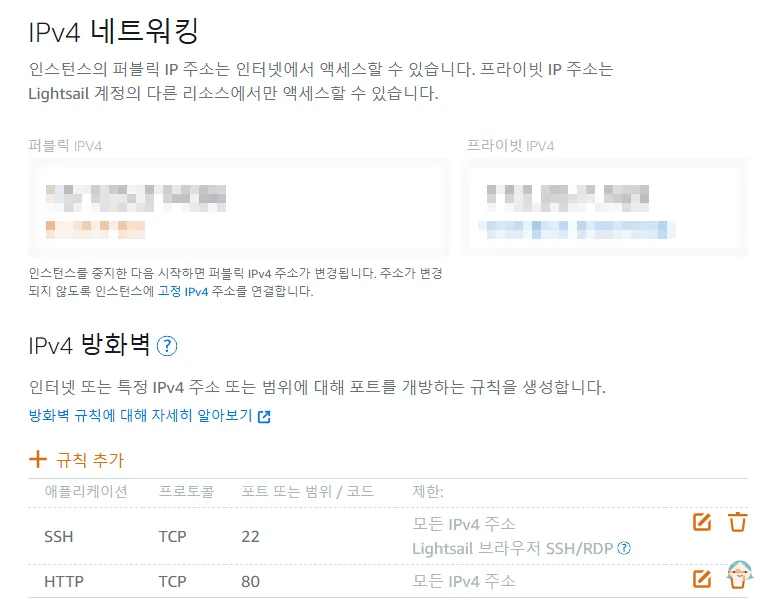 IPv4 네트워킹
인스턴스의 퍼블릭 IP 주소는 인터넷에서 액세스할 수 있습니다. 프라이빗 IP 주소는
Lightsail 계정의 다른 리소스에서만 액세스할 수 있습니다.
퍼블릭 IPV4
프라이빗 IPV4
인스턴스를 중지한 다음 시작하면 퍼블릭 IPv4 주소가 변경됩니다. 주소가 변경
되지 않도록 인스턴스에 고정 IPv4 주소를 연결합니다.
IPv4 방화벽 ?
인터넷 또는 특정 IPv4 주소 또는 범위에 대해 포트를 개방하는 규칙을 생성합니다.
방화벽 규칙에 대해 자세히 알아보기
+ 규칙 추가
애플리케이션 프로토콜 포트 또는 범위 / 코드 제한:
SSH TCP 22 모든 IPv4 주소
Lightsail 브라우저 SSH/RDP ?
HTTP TCP 80 모든 IPv4 주소